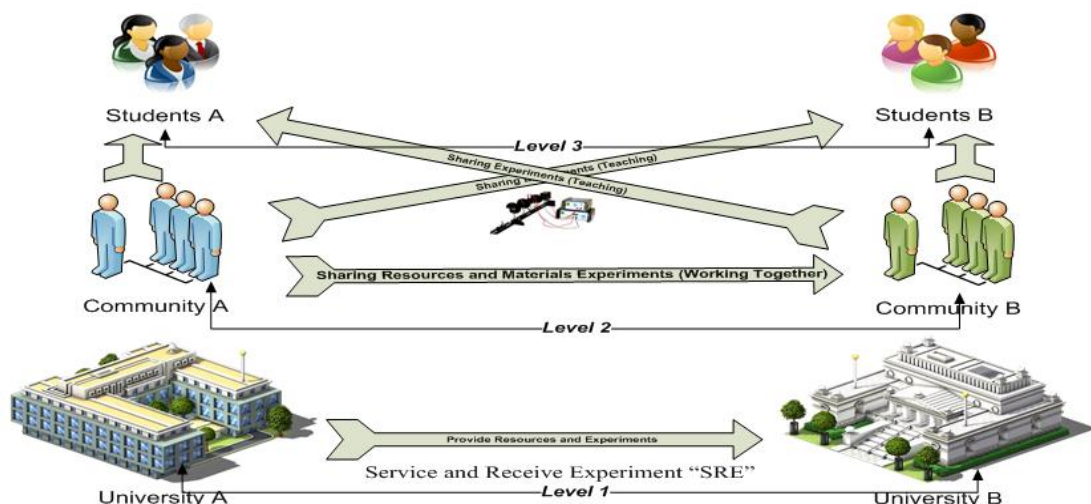 Students A
Students B
Level 3
Sharing Experiments (Teaching)
Sharing (Teaching)
Sharing Resources and Materials Experiments (Working Together)
Community A
Community B
Level 2
Provide Resources and Experiments
Service and Receive Experiment “SRE”
University A
University B
Level 1